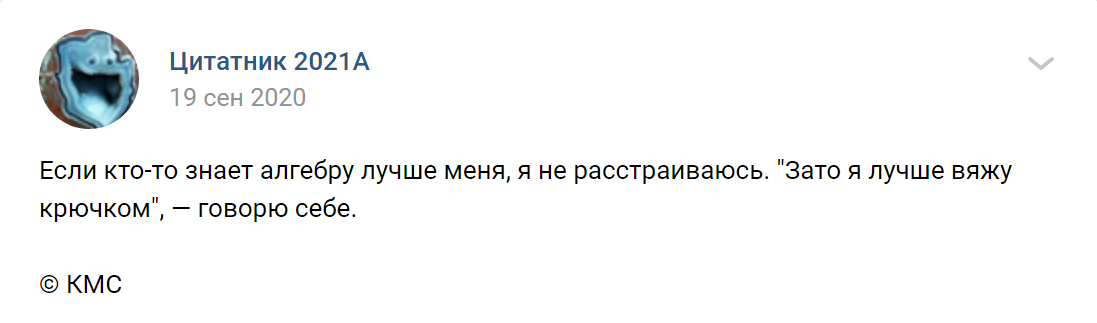 Цитатник 2021А
19 сен 2020
Если кто-то знает алгебру лучше меня, я не расстраиваюсь. "Зато я лучше вяжу
крючком", — говорю себе.
© КМС